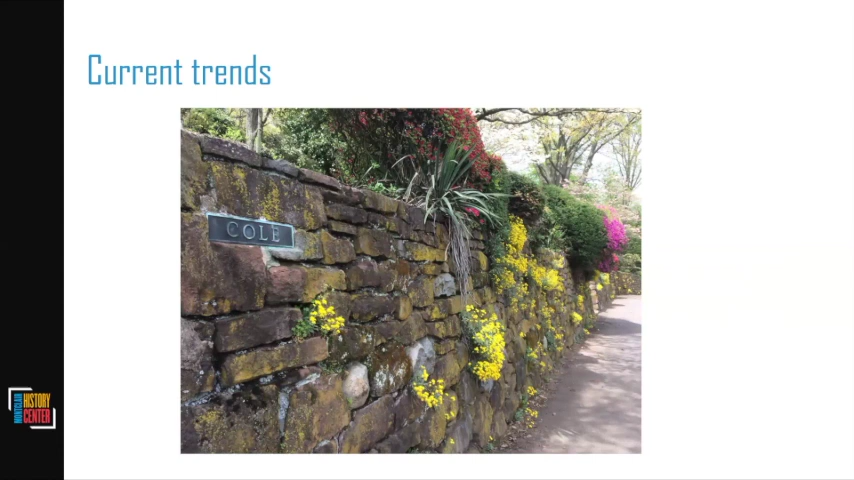 Current trends
COLE
MONTCLAIR
HISTORY
CENTER